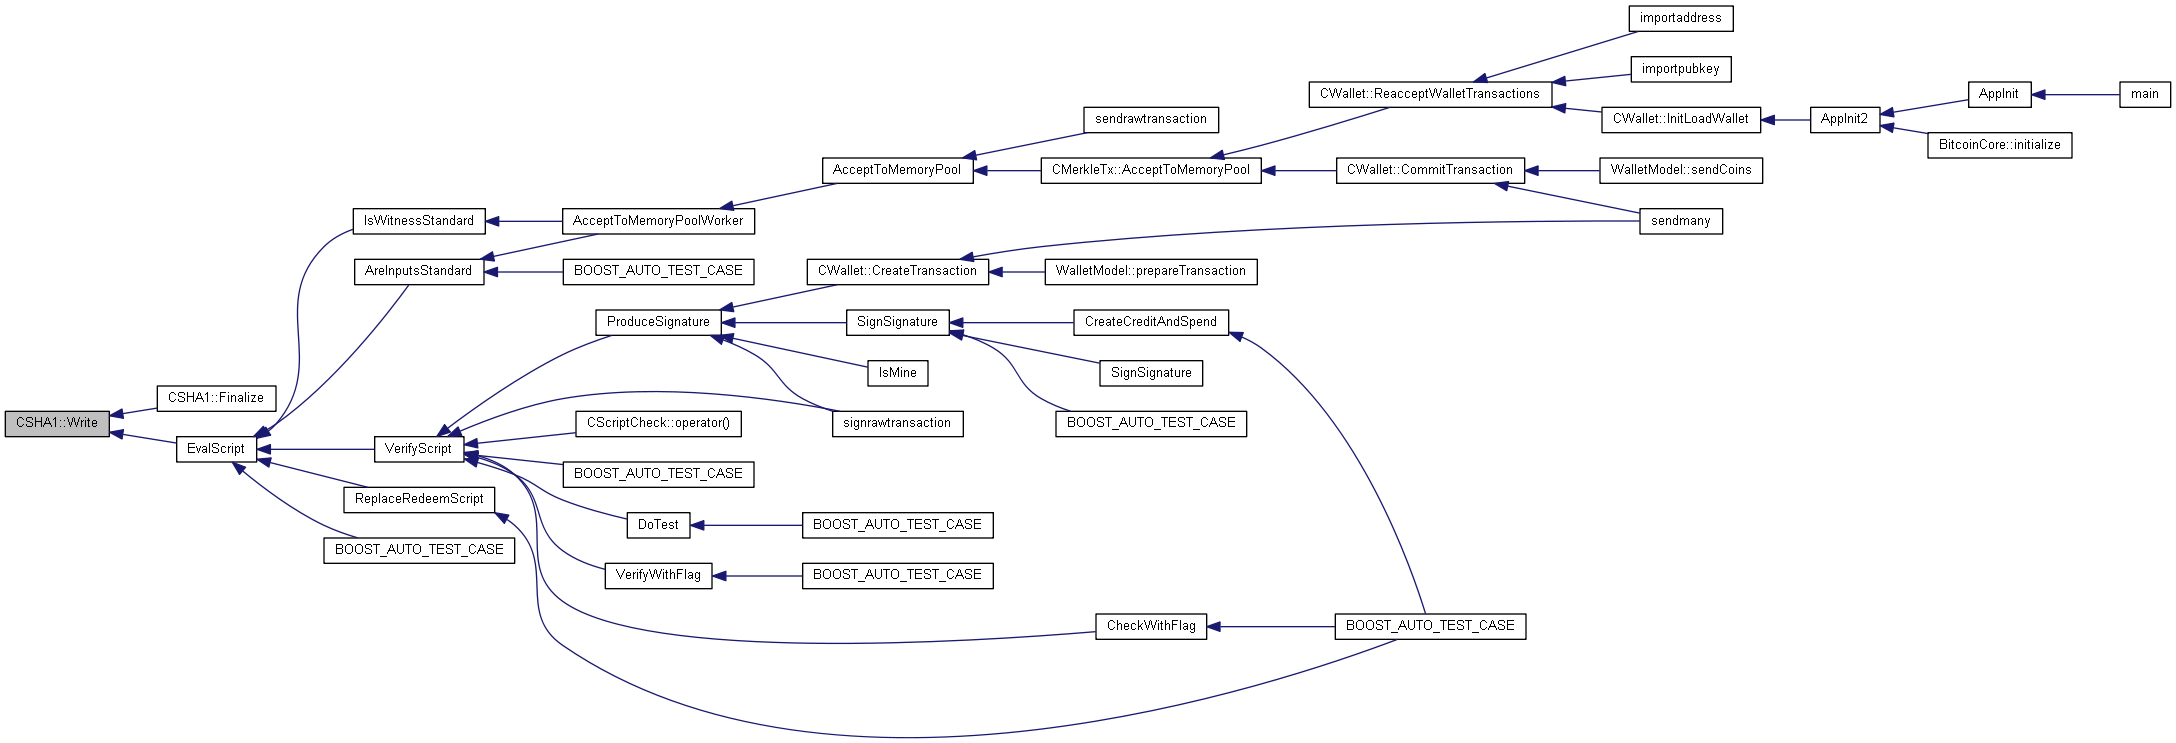 importaddress
importpubkey
CWallet::ReacceptWalletTransactions
AppInit
main
sendrawtransaction
CWallet::InitLoadWallet
AppInit2
BitcoinCore::initialize
AcceptToMemoryPool
CMerkleTx::AcceptToMemoryPool
CWallet::CommitTransaction
WalletModel::sendCoins
IsWitnessStandard
AcceptToMemoryPoolWorker
sendmany
AreInputsStandard
BOOST_AUTO_TEST_CASE
CWallet::CreateTransaction
WalletModel::prepareTransaction
ProduceSignature
SignSignature
CreateCreditAndSpend
IsMine
SignSignature
CSHA1::Finalize
CSHA1::Write
CScriptCheck::operator()
signrawtransaction
BOOST_AUTO_TEST_CASE
EvalScript
VerifyScript
BOOST_AUTO_TEST_CASE
ReplaceRedeemScript
DoTest
BOOST_AUTO_TEST_CASE
BOOST_AUTO_TEST_CASE
VerifyWithFlag
BOOST_AUTO_TEST_CASE
CheckWithFlag
BOOST_AUTO_TEST_CASE